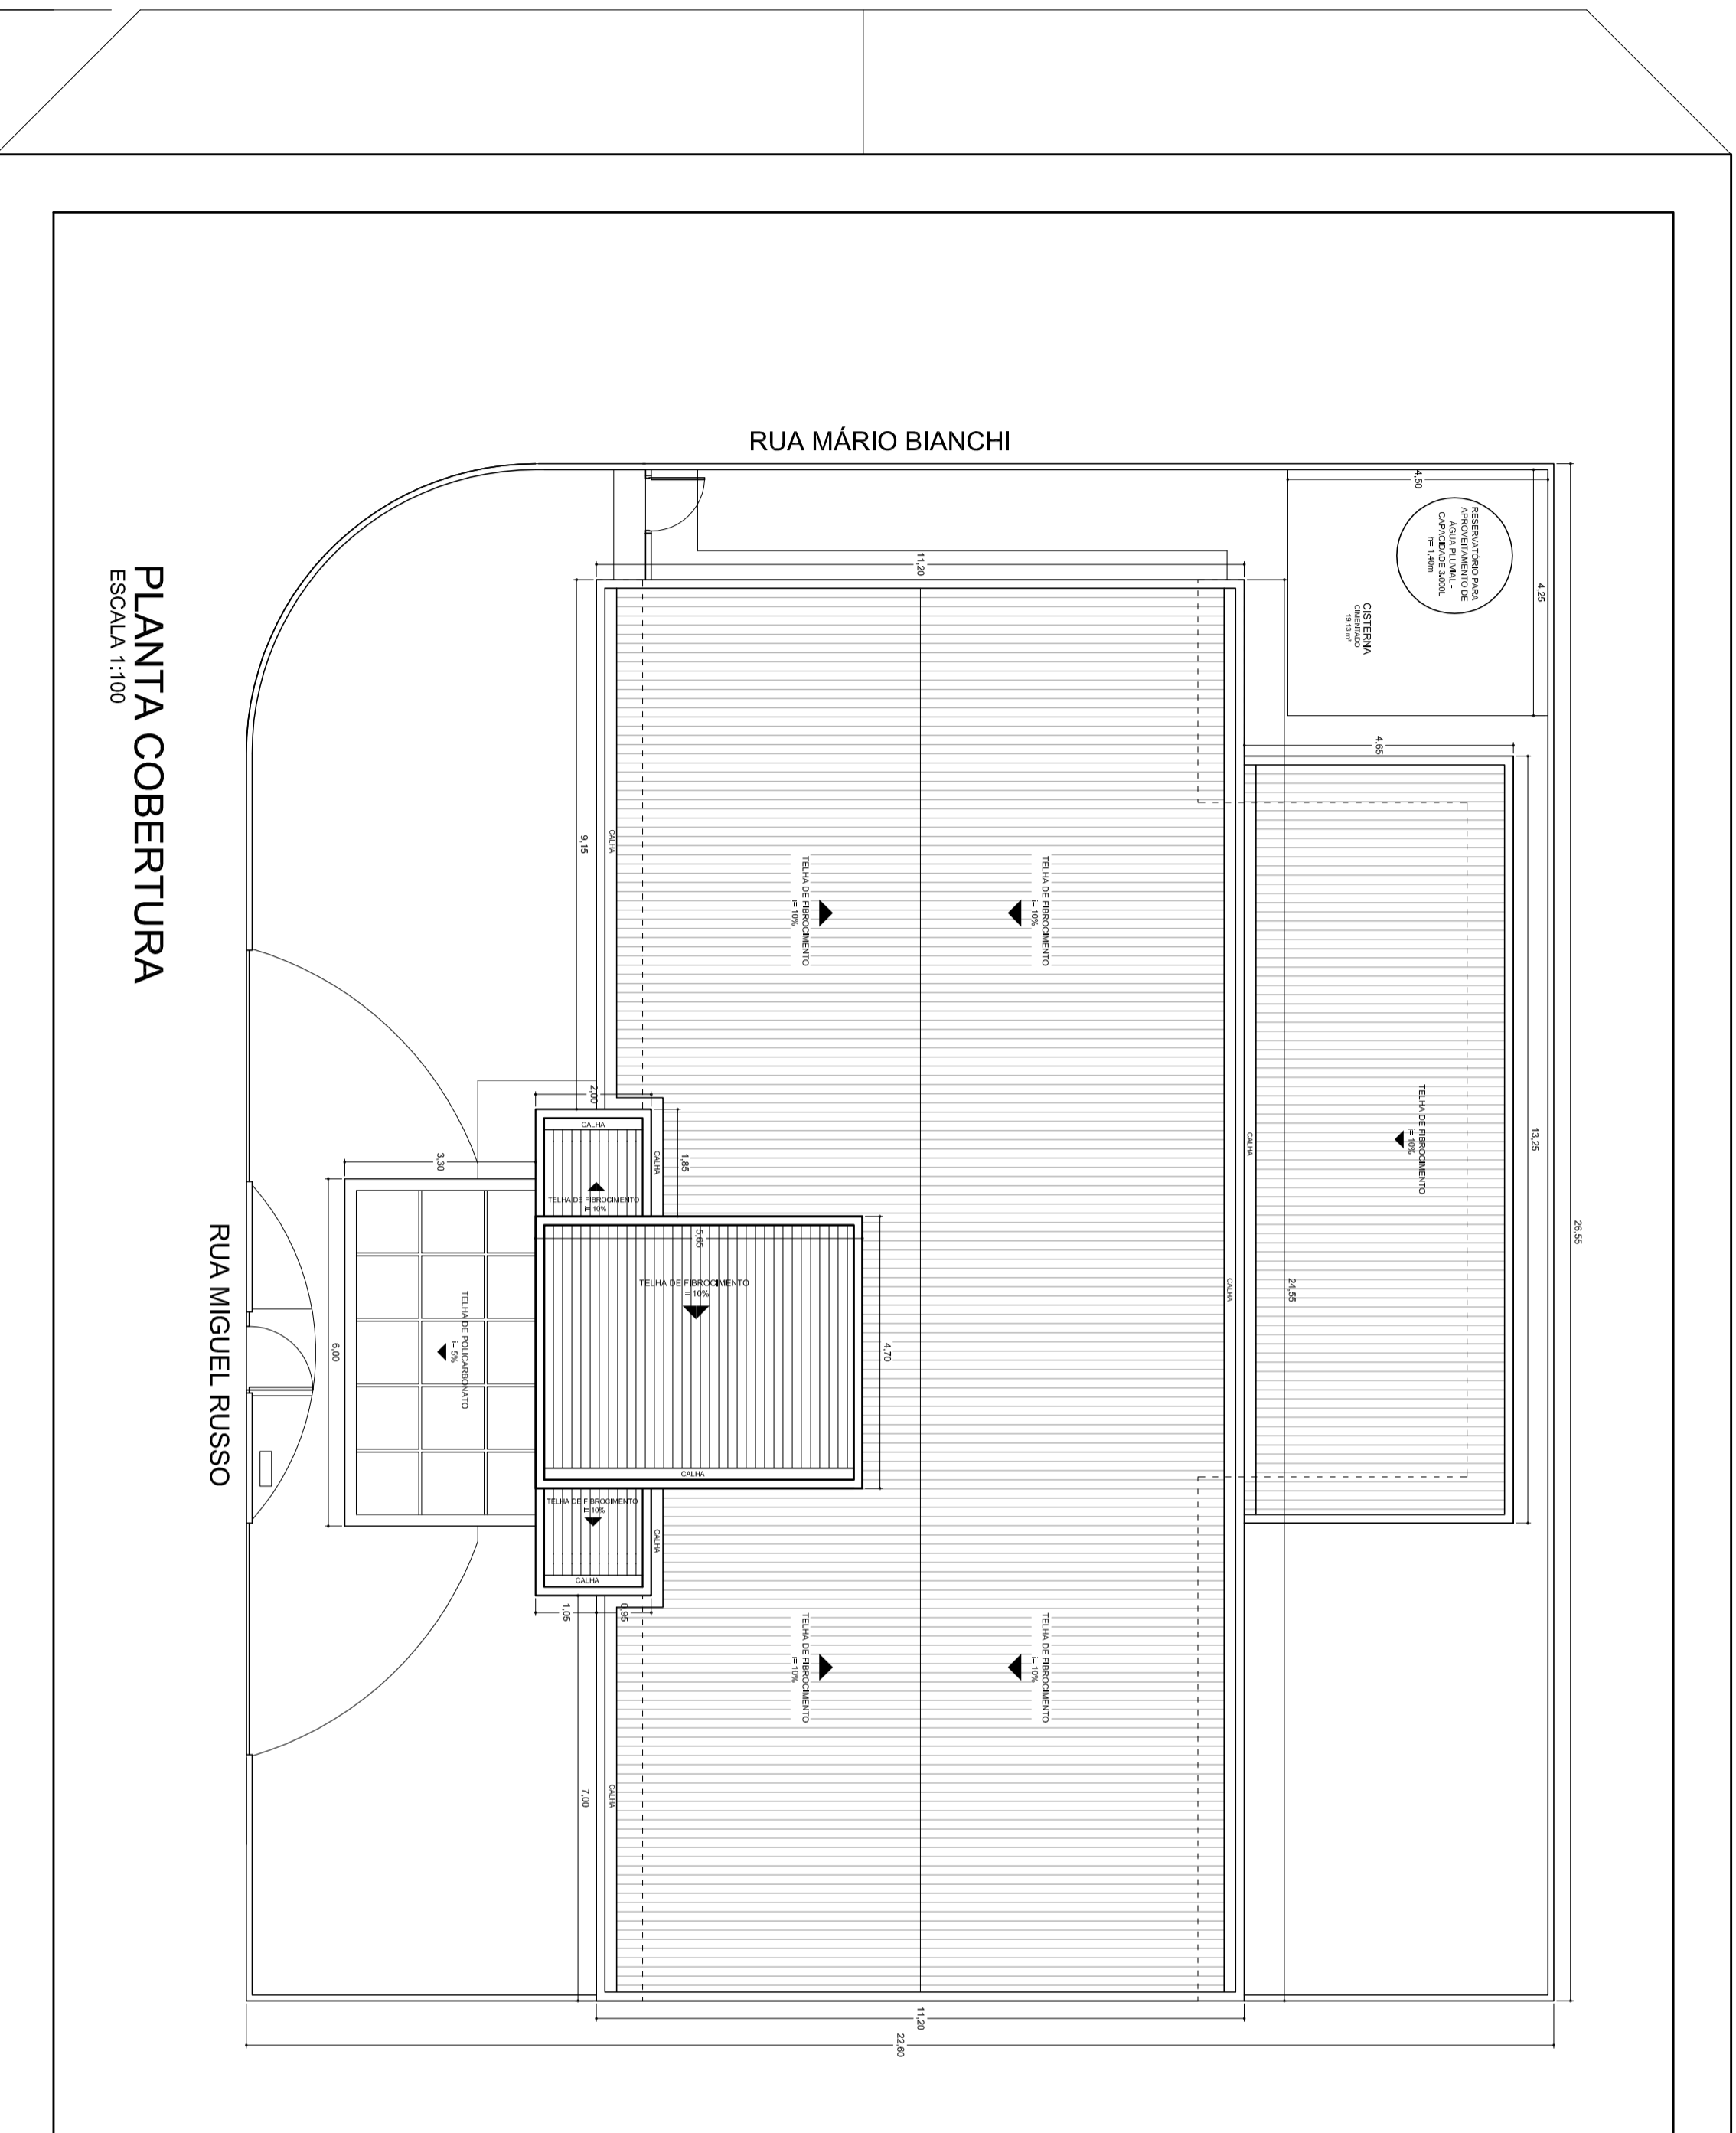 RUA MÁRIO BIANCHI
4,50
RESERVATÓRIO PARA
APROVEITAMENTO DE
ÁGUA PLUVIAL -
CAPACIDADE 3.000L
h= 1,40m
4,25
CISTERNA
CIMENTADO
19,13 m²
11,20
4,65
9,15
CALHA
TELHA DE FIBROCIMENTO
i= 10%
TELHA DE FIBROCIMENTO
i= 10%
TELHA DE FIBROCIMENTO
i= 10%
CALHA
13,25
26,55
24,55
CALHA
2,00
CALHA
CALHA
1,85
3,30
TELHA DE FIBROCIMENTO
i= 10%
5,65
TELHA DE FIBROCIMENTO
i= 10%
4,70
CALHA
TELHA DE POLICARBONATO
i= 5%
6,00
TELHA DE FIBROCIMENTO
i= 10%
CALHA
CALHA
1,05
0,95
TELHA DE FIBROCIMENTO
i= 10%
TELHA DE FIBROCIMENTO
i= 10%
CALHA
7,00
11,20
22,60
RUA MIGUEL RUSSO
PLANTA COBERTURA
ESCALA 1:100